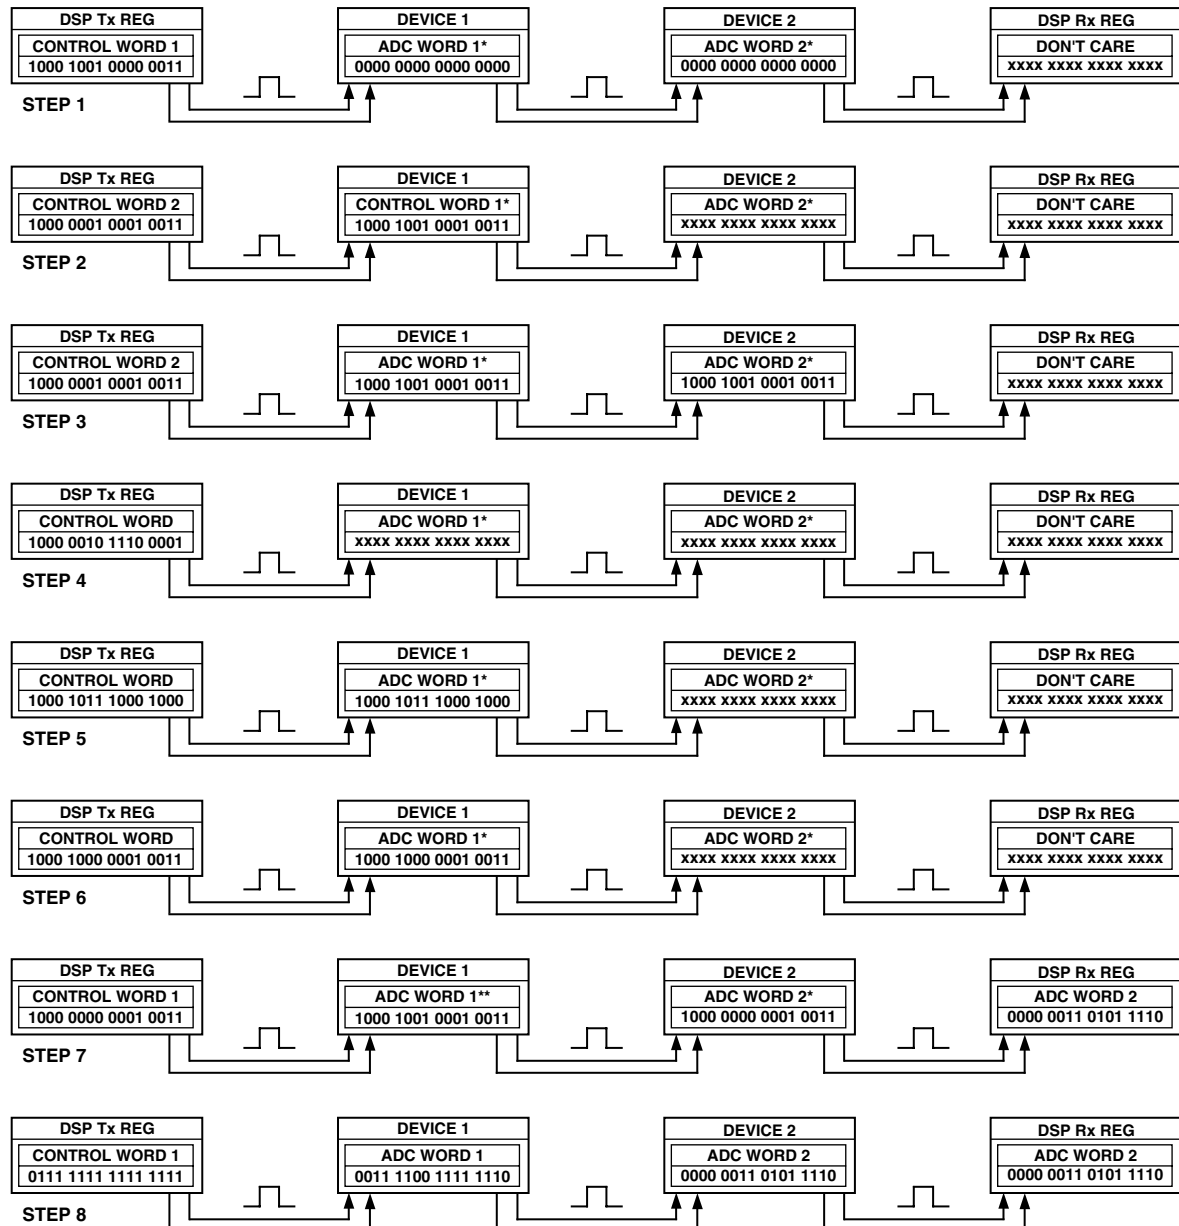 DSP Tx REG DEVICE 1 DEVICE 2 DSP Rx REG
CONTROL WORD 1 ADC WORD 1* ADC WORD 2* DON'T CARE
1000 1001 0000 0011 0000 0000 0000 0000 0000 0000 0000 0000 xxxx xxxx xxxx xxxx
STEP 1
DSP Tx REG DEVICE 1 DEVICE 2 DSP Rx REG
CONTROL WORD 2 CONTROL WORD 1* ADC WORD 2* DON'T CARE
1000 0001 0001 0011 1000 1001 0001 0011 xxxx xxxx xxxx xxxx xxxx xxxx xxxx xxxx
STEP 2
DSP Tx REG DEVICE 1 DEVICE 2 DSP Rx REG
CONTROL WORD 2 ADC WORD 1* ADC WORD 2* DON'T CARE
1000 0001 0001 0011 1000 1001 0001 0011 1000 1001 0001 0011 xxxx xxxx xxxx xxxx
STEP 3
DSP Tx REG DEVICE 1 DEVICE 2 DSP Rx REG
CONTROL WORD ADC WORD 1* ADC WORD 2* DON'T CARE
1000 0010 1110 0001 xxxx xxxx xxxx xxxx xxxx xxxx xxxx xxxx xxxx xxxx xxxx xxxx
STEP 4
DSP Tx REG DEVICE 1 DEVICE 2 DSP Rx REG
CONTROL WORD ADC WORD 1* ADC WORD 2* DON'T CARE
1000 1011 1000 1000 1000 1011 1000 1000 xxxx xxxx xxxx xxxx xxxx xxxx xxxx xxxx
STEP 5
DSP Tx REG DEVICE 1 DEVICE 2 DSP Rx REG
CONTROL WORD ADC WORD 1* ADC WORD 2* DON'T CARE
1000 1000 0001 0011 1000 1000 0001 0011 xxxx xxxx xxxx xxxx xxxx xxxx xxxx xxxx
STEP 6
DSP Tx REG DEVICE 1 DEVICE 2 DSP Rx REG
CONTROL WORD 1 ADC WORD 1** ADC WORD 2* ADC WORD 2
1000 0000 0001 0011 1000 1001 0001 0011 1000 0000 0001 0011 0000 0011 0101 1110
STEP 7
DSP Tx REG DEVICE 1 DEVICE 2 DSP Rx REG
CONTROL WORD 1 ADC WORD 1 ADC WORD 2 ADC WORD 2
0111 1111 1111 1111 0011 1100 1111 1110 0000 0011 0101 1110 0000 0011 0101 1110
STEP 8